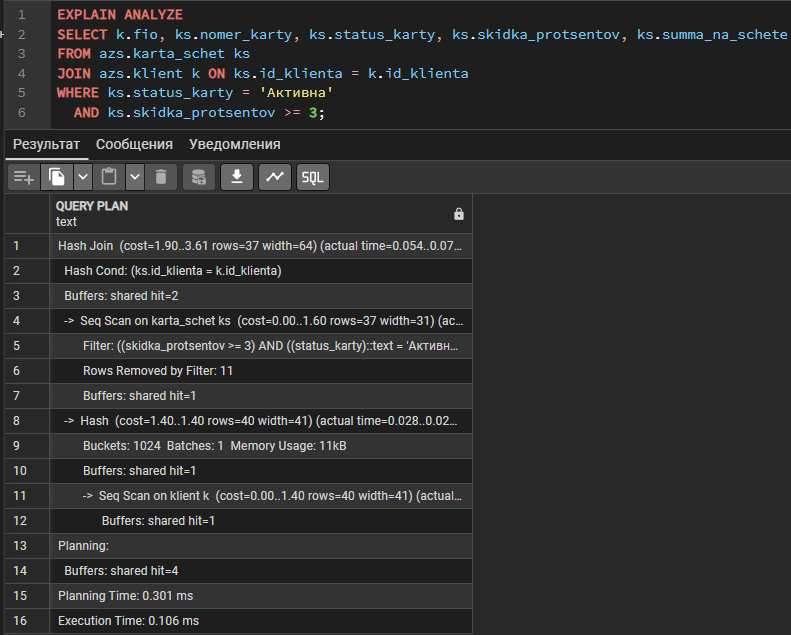 1 EXPLAIN ANALYZE
2 SELECT k.fio, ks.nomer_karty, ks.status_karty, ks.skidka_protsentov, ks.summa_na_schete
3 FROM azs.karta_schet ks
4 JOIN azs.klient k ON ks.id_klienta = k.id_klienta
5 WHERE ks.status_karty = 'Активна'
6 AND ks.skidka_protsentov >= 3;
Результат Сообщения Уведомления
SQL
QUERY PLAN
text
1 Hash Join (cost=1.90..3.61 rows=37 width=64) (actual time=0.054..0.07…
2 Hash Cond: (ks.id_klienta = k.id_klienta)
3 Buffers: shared hit=2
4 -> Seq Scan on karta_schet ks (cost=0.00..1.60 rows=37 width=31) (ac…
5 Filter: ((skidka_protsentov >= 3) AND ((status_karty)::text = 'Активн…
6 Rows Removed by Filter: 11
7 Buffers: shared hit=1
8 -> Hash (cost=1.40..1.40 rows=40 width=41) (actual time=0.028..0.02…
9 Buckets: 1024 Batches: 1 Memory Usage: 11kB
10 Buffers: shared hit=1
11 -> Seq Scan on klient k (cost=0.00..1.40 rows=40 width=41) (actual…
12 Buffers: shared hit=1
13 Planning:
14 Buffers: shared hit=4
15 Planning Time: 0.301 ms
16 Execution Time: 0.106 ms